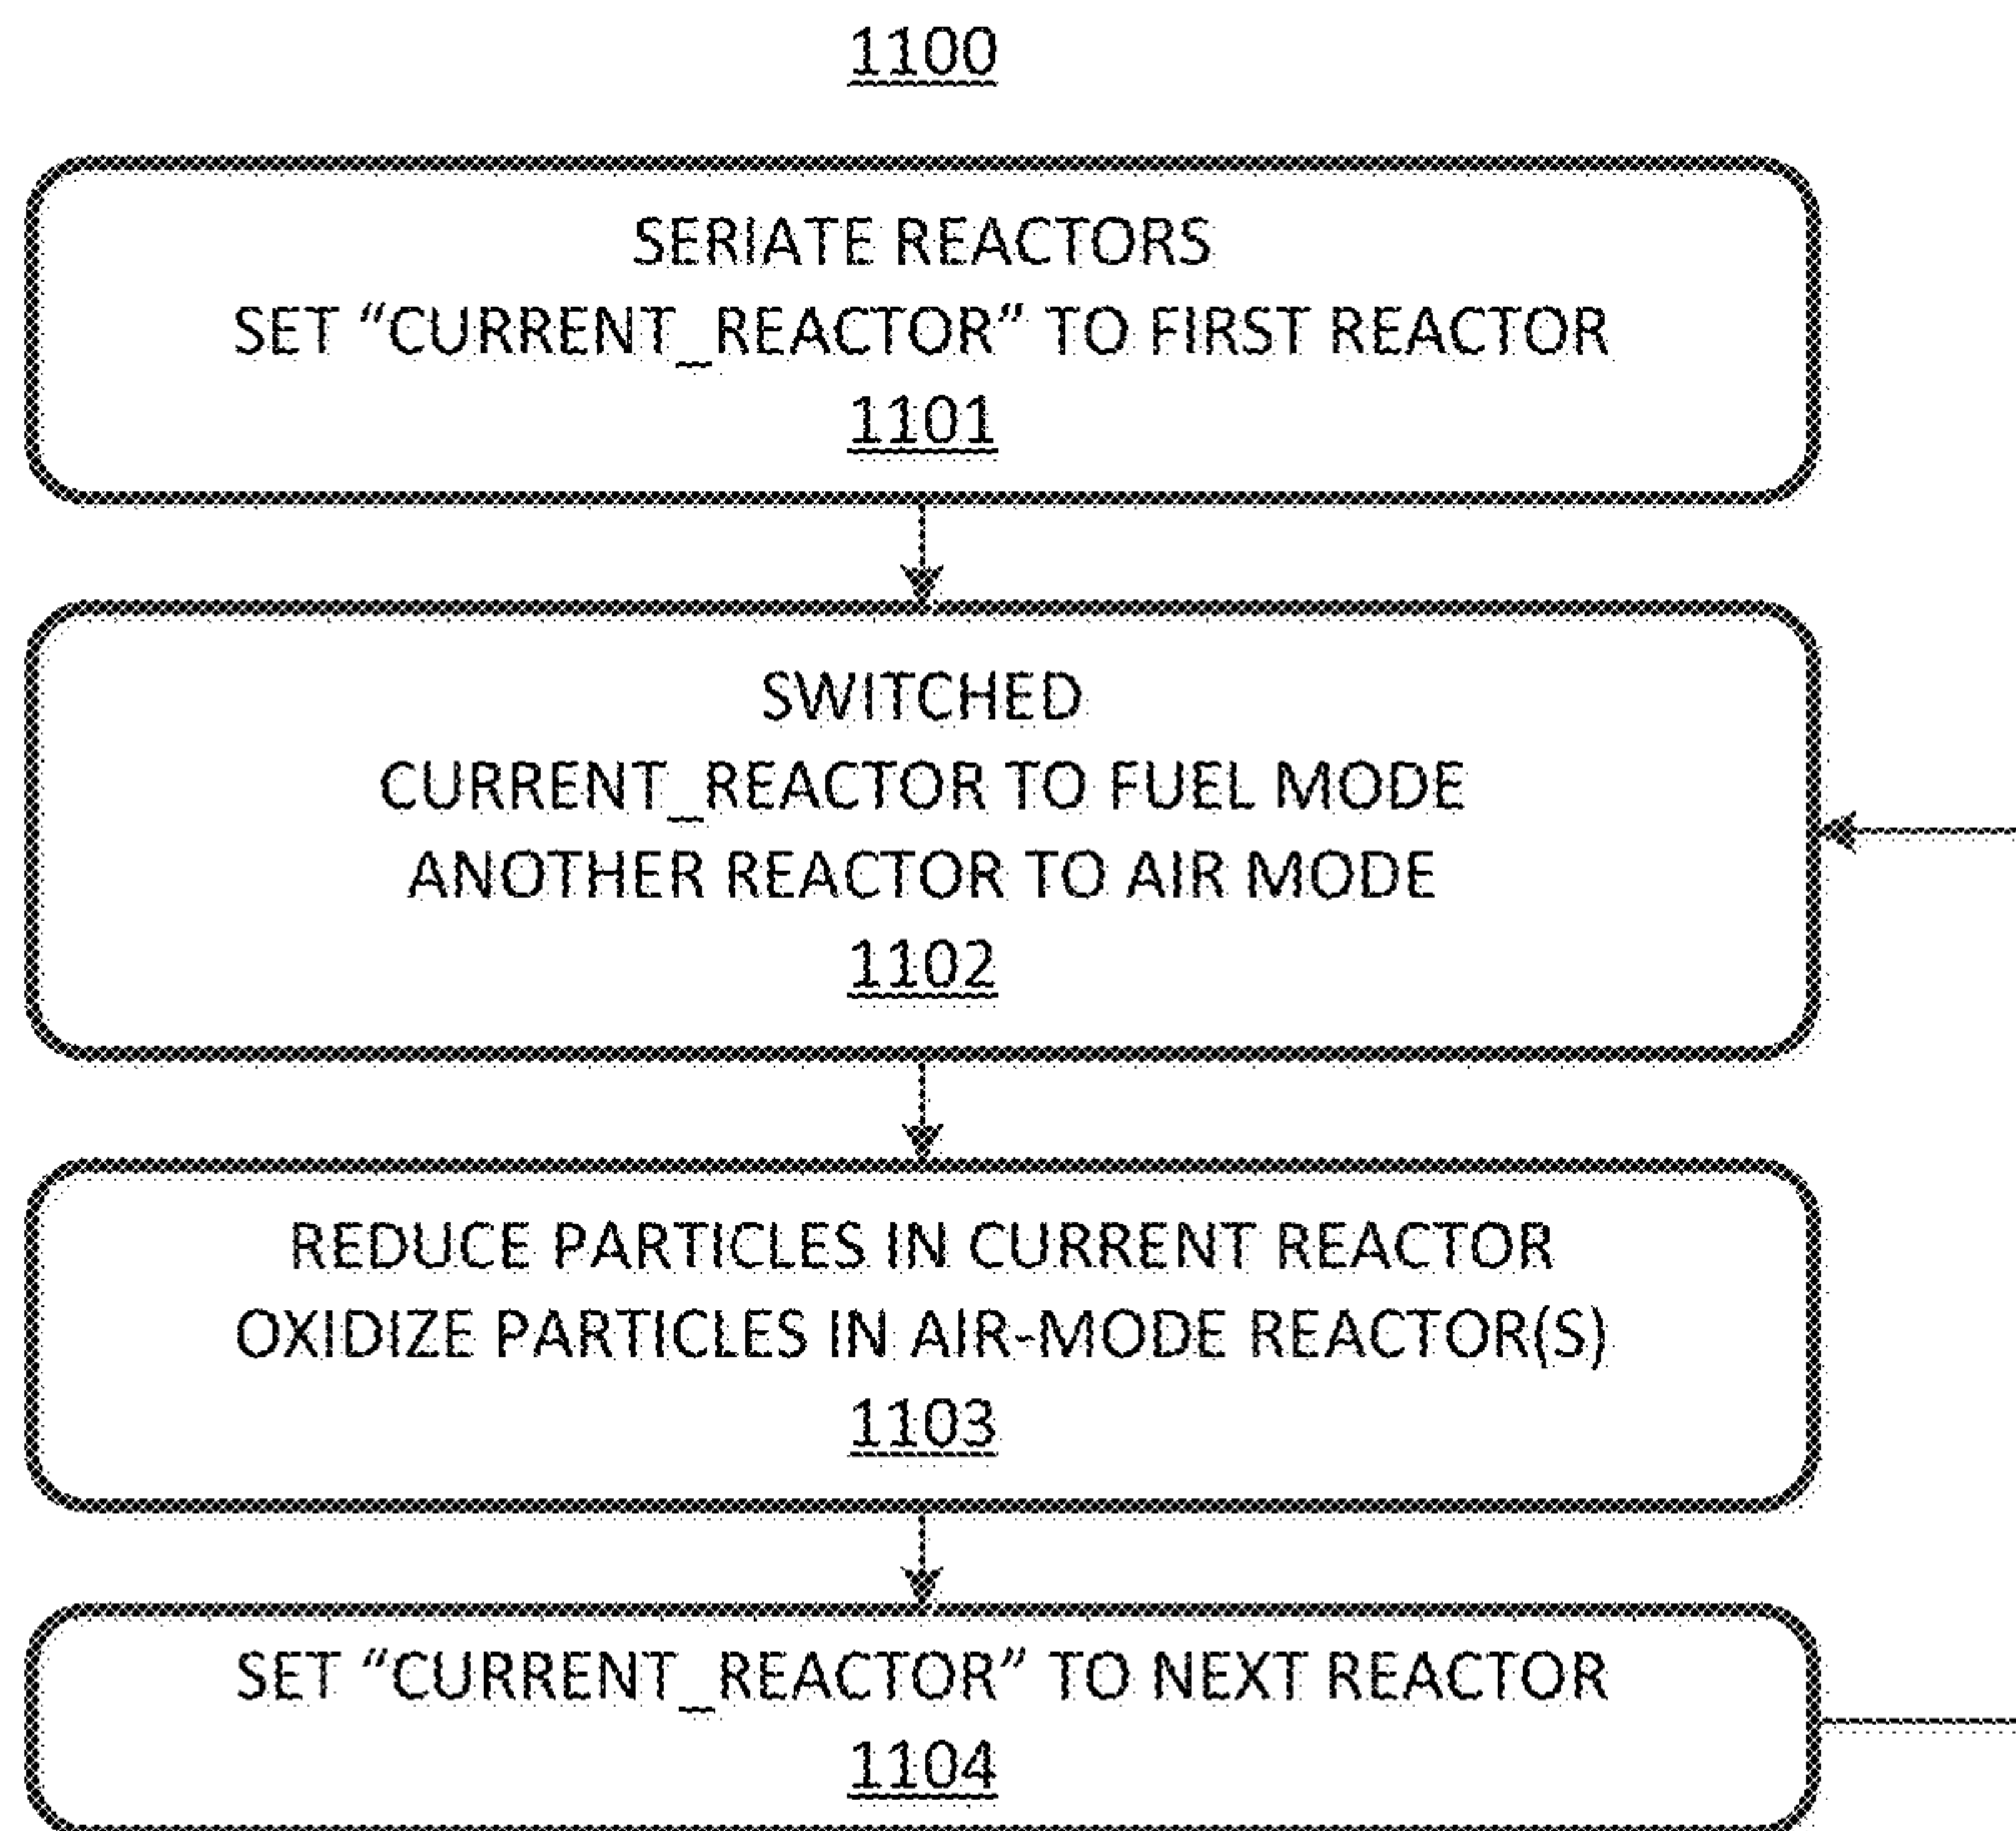 1100
SERIATE REACTORS
SET “CURRENT_REACTOR” TO FIRST REACTOR
1101
SWITCHED
CURRENT_REACTOR TO FUEL MODE
ANOTHER REACTOR TO AIR MODE
1102
REDUCE PARTICLES IN CURRENT REACTOR
OXIDIZE PARTICLES IN AIR-MODE REACTOR(S)
1103
SET “CURRENT_REACTOR” TO NEXT REACTOR
1104